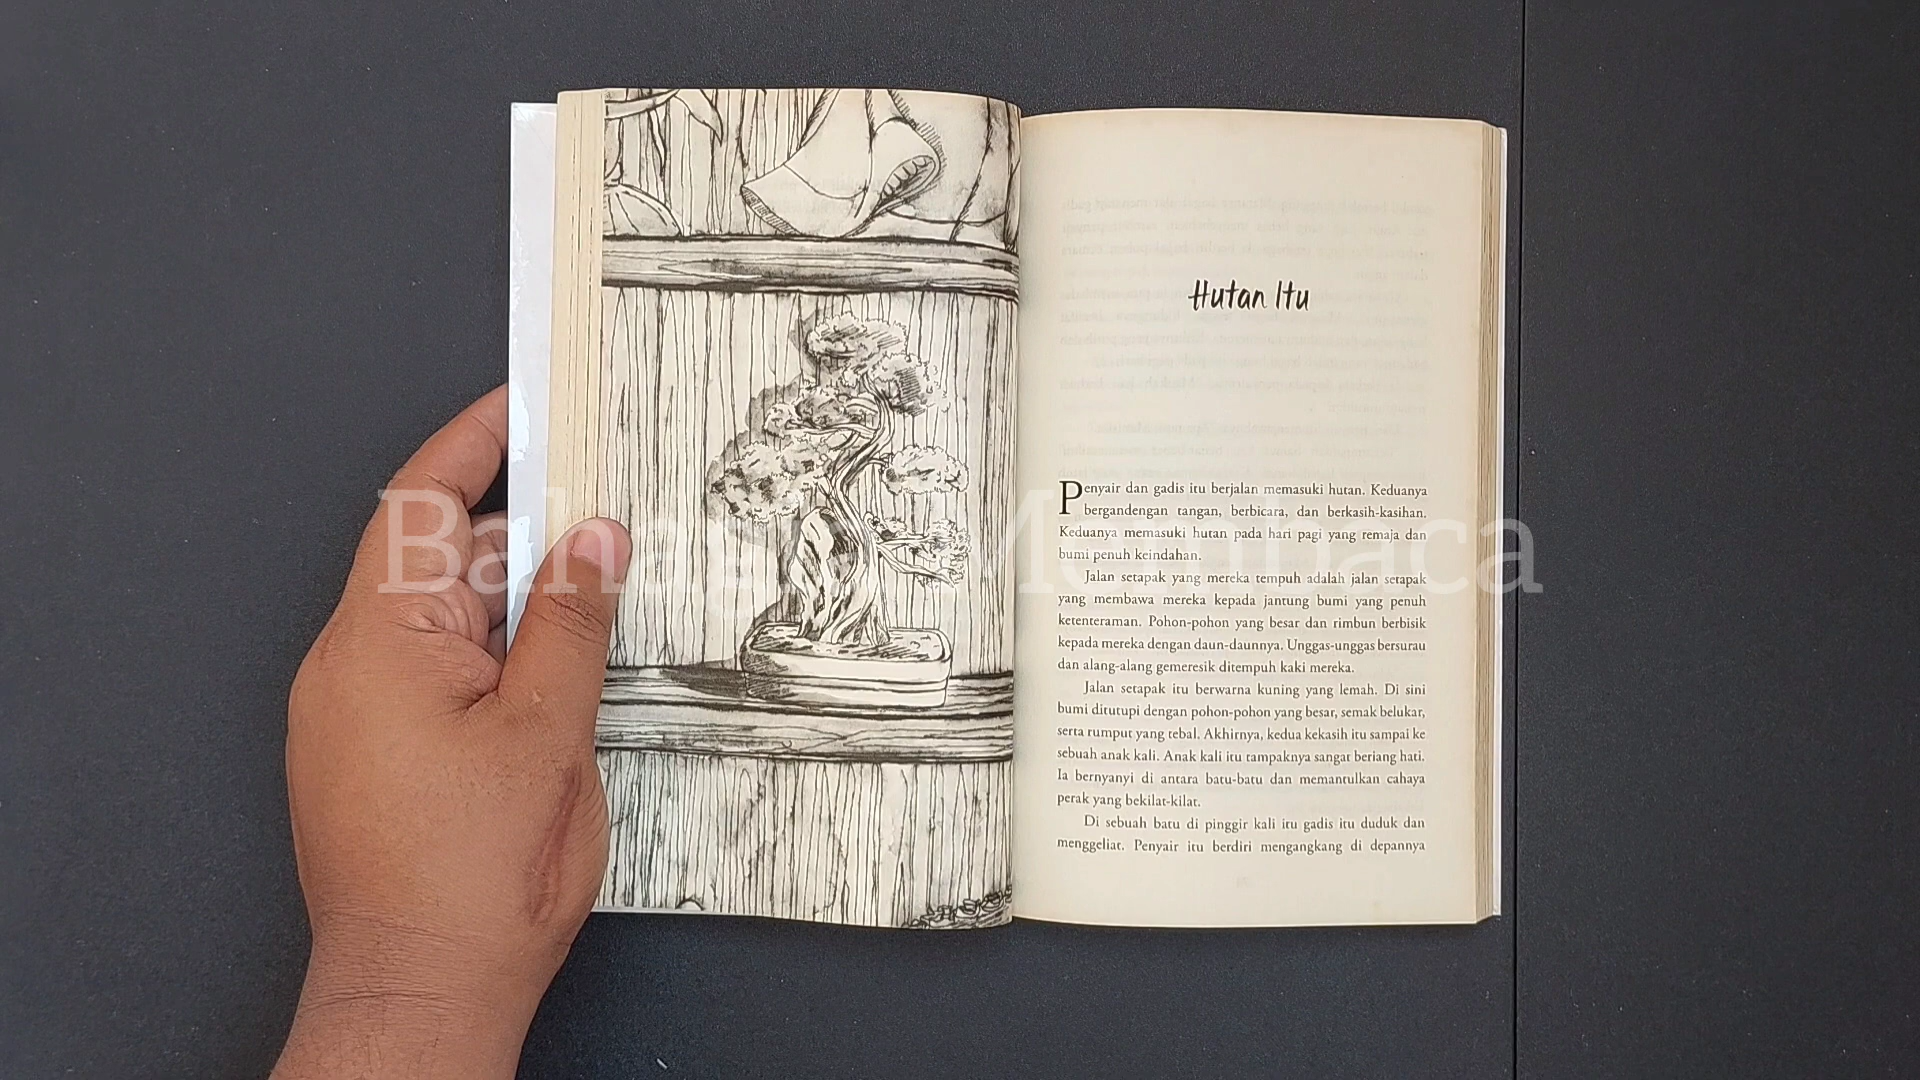 Hutan Itu
Penyair dan gadis itu berjalan memasuki hutan. Keduanya
bergandengan tangan, berbicara, dan berkasih-kasihan.
Keduanya memasuki hutan pada hari pagi yang remaja dan
bumi penuh keindahan.
Jalan setapak yang mereka tempuh adalah jalan setapak
yang membawa mereka kepada jantung bumi yang penuh
ketenteraman. Pohon-pohon yang besar dan rimbun berbisik
kepada mereka dengan daun-daunnya. Unggas-unggas bersurau
dan alang-alang gemeresik ditempuh kaki mereka.
Jalan setapak itu berwarna kuning yang lemah. Di sini
bumi ditutupi dengan pohon-pohon yang besar, semak belukar,
serta rumput yang tebal. Akhirnya, kedua kekasih itu sampai ke
sebuah anak kali. Anak kali itu tampaknya sangat beriang hati.
Ia bernyanyi di antara batu-batu dan memantulkan cahaya
perak yang bekilat-kilat.
Di sebuah batu di pinggir kali itu gadis itu duduk dan
menggeliat. Penyair itu berdiri mengangkang di depannya
Bahagia Membaca